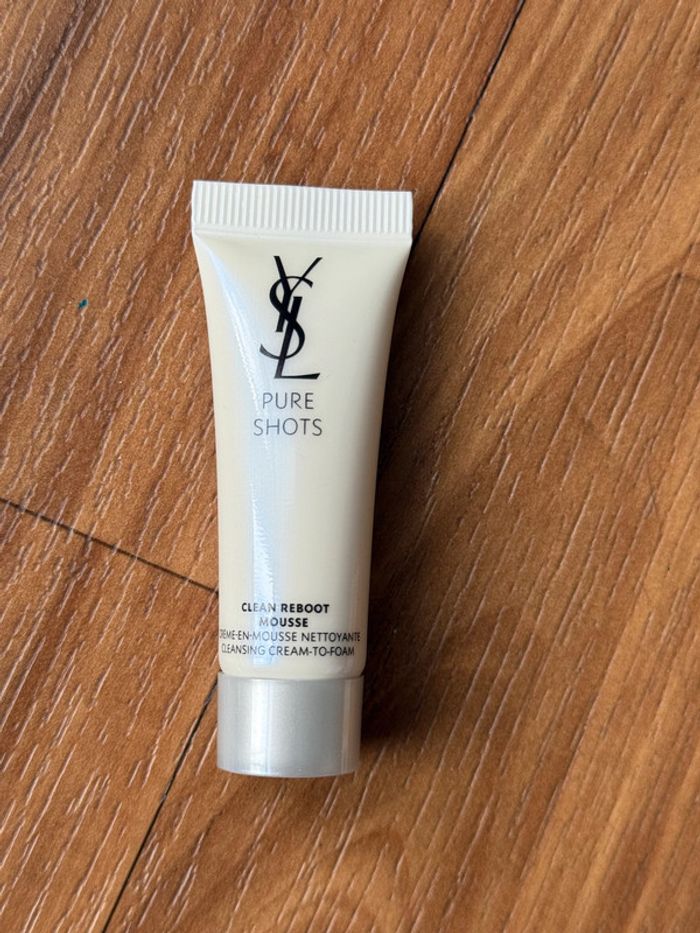 YSL
PURE
SHOTS
CLEAN REBOOT
MOUSSE
CRÈME-EN-MOUSSE NETTOYANTE
CLEANSING CREAM-TO-FOAM